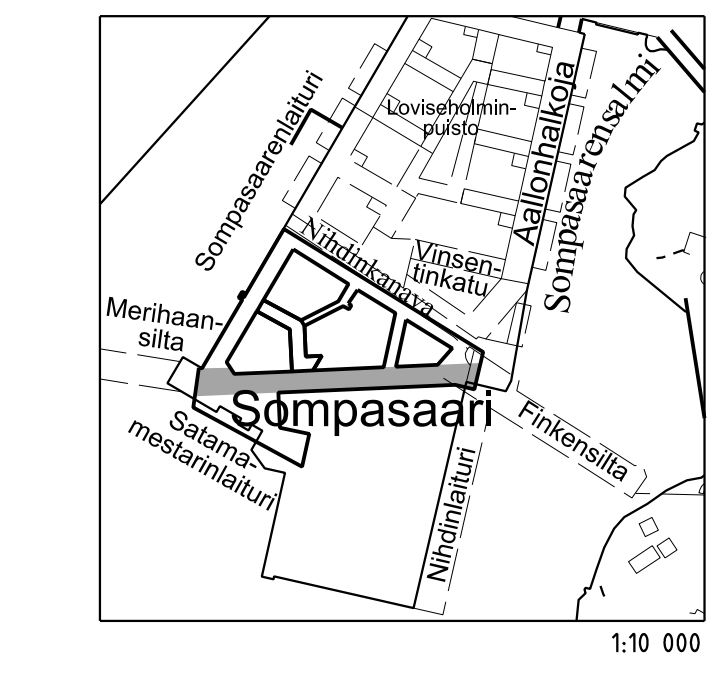 Loviseholmin-
puisto
Aallonhalkoja
Sompasaarensalmi
Sompasaarenlaituri
Nihdinkanava
Vinsen-
tinkatu
Merihaan-
silta
Sompasaari
Satama-
mestarinlaituri
Finkensilta
Nihdinlaituri
1:10 000